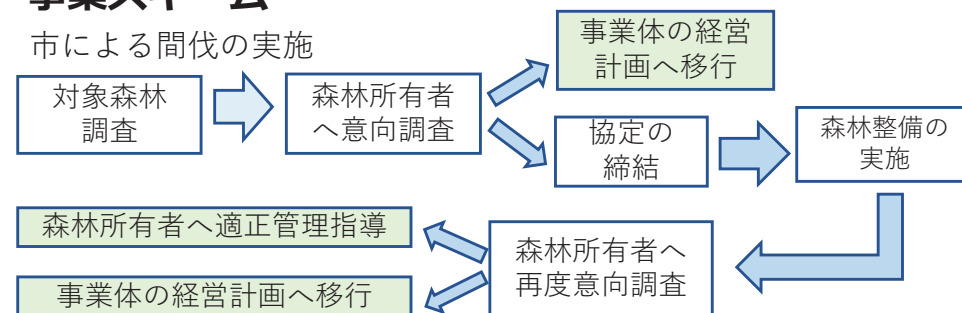 市による間伐の実施
対象森林
調査
森林所有者
へ意向調査
事業体の経営
計画へ移行
協定の
締結
森林整備の
実施
森林所有者へ
再度意向調査
森林所有者へ適正管理指導
事業体の経営計画へ移行